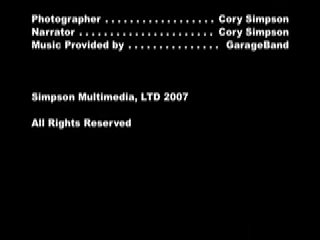 Photographer . . . . . . . . . . . . . . . . . . Cory Simpson
Narrator . . . . . . . . . . . . . . . . . . . . . . Cory Simpson
Music Provided by . . . . . . . . . . . . . . . GarageBand
Simpson Multimedia, LTD 2007
All Rights Reserved